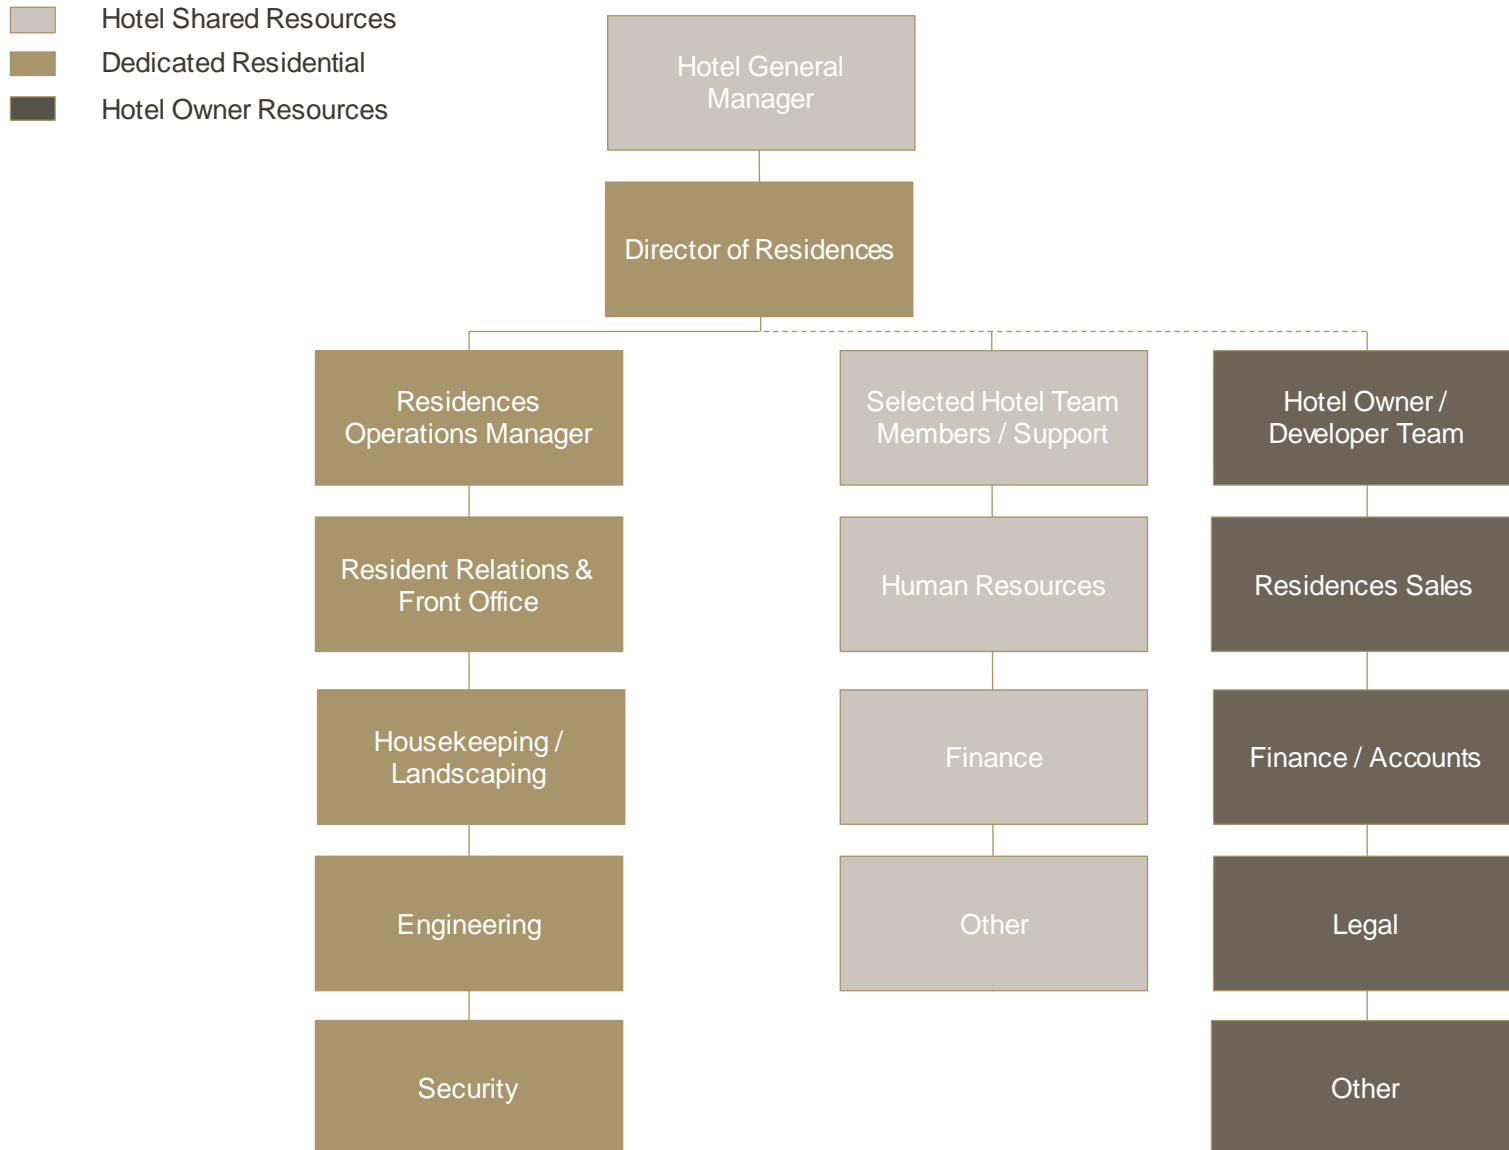 Hotel Shared Resources
Dedicated Residential
Hotel Owner Resources
Hotel General
Manager
Director of Residences
Residences
Operations Manager
Selected Hotel Team
Members / Support
Hotel Owner /
Developer Team
Resident Relations &
Front Office
Human Resources
Residences Sales
Housekeeping /
Landscaping
Finance
Finance / Accounts
Engineering
Other
Legal
Security
Other